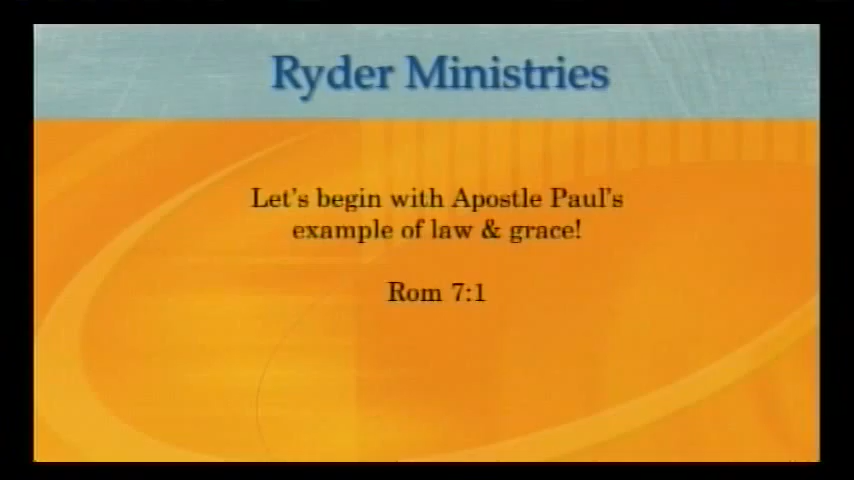 Ryder Ministries
Let's begin with Apostle Paul's
example of law & grace!
Rom 7:1